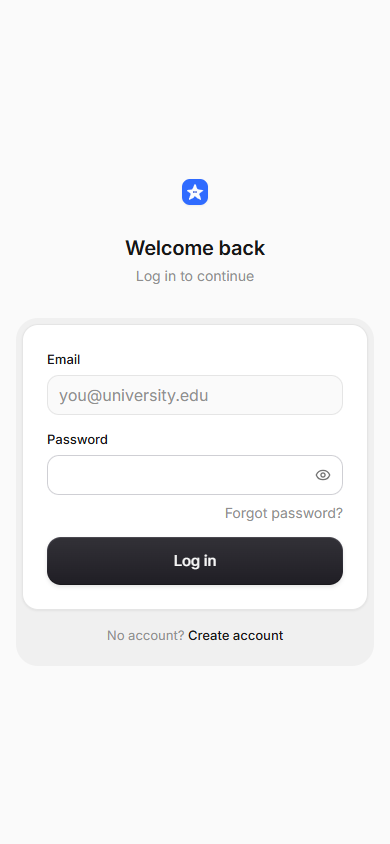 Welcome back
Log in to continue
Email
you@university.edu
Password
Forgot password?
Log in
No account? Create account